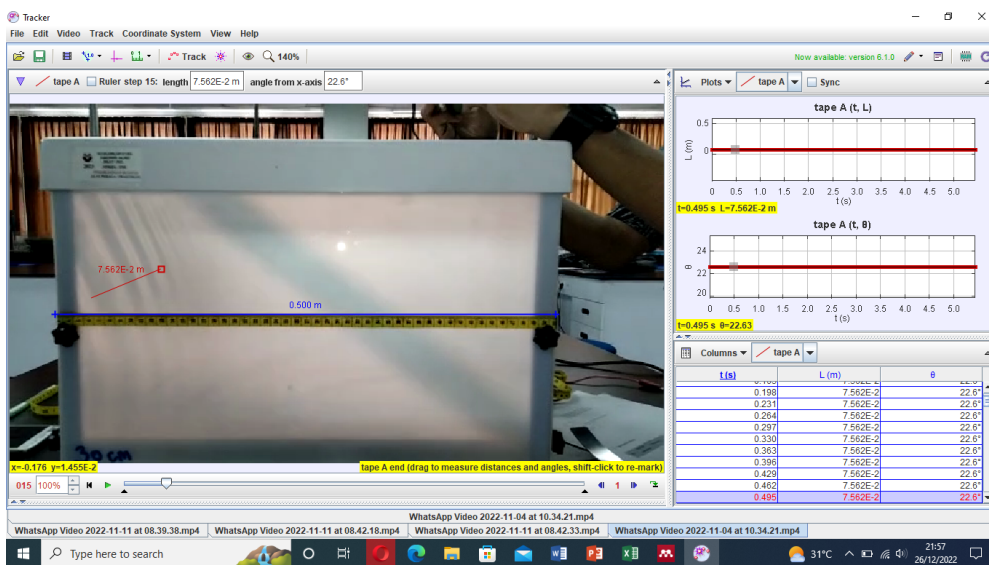 Tracker
File Edit Video Track Coordinate System View Help
Track 140% Now available: version 6.1.0
tape A Ruler step 15: length 7.562E-2 m angle from x-axis 22.6°
7.562E-2 m
0.500 m
30 cm
x=-0.176 y=1.455E-2 tape A end (drag to measure distances and angles, shift-click to re-mark)
015 100% 1
Plots tape A Sync
tape A (t, L)
0.5
L (m)
0
0 0.5 1.0 1.5 2.0 2.5 3.0 3.5 4.0 4.5 5.0
t (s)
t=0.495 s L=7.562E-2 m
tape A (t, θ)
24
θ
22
20
0 0.5 1.0 1.5 2.0 2.5 3.0 3.5 4.0 4.5 5.0
t (s)
t=0.495 s θ=22.63
Columns tape A
t (s) L (m) θ
0.198 7.562E-2 22.6°
0.231 7.562E-2 22.6°
0.264 7.562E-2 22.6°
0.297 7.562E-2 22.6°
0.330 7.562E-2 22.6°
0.363 7.562E-2 22.6°
0.396 7.562E-2 22.6°
0.429 7.562E-2 22.6°
0.462 7.562E-2 22.6°
0.495 7.562E-2 22.6°
WhatsApp Video 2022-11-04 at 10.34.21.mp4
WhatsApp Video 2022-11-11 at 08.39.38.mp4 WhatsApp Video 2022-11-11 at 08.42.18.mp4 WhatsApp Video 2022-11-11 at 08.42.33.mp4 WhatsApp Video 2022-11-04 at 10.34.21.mp4
Type here to search 31°C 21:57
26/12/2022